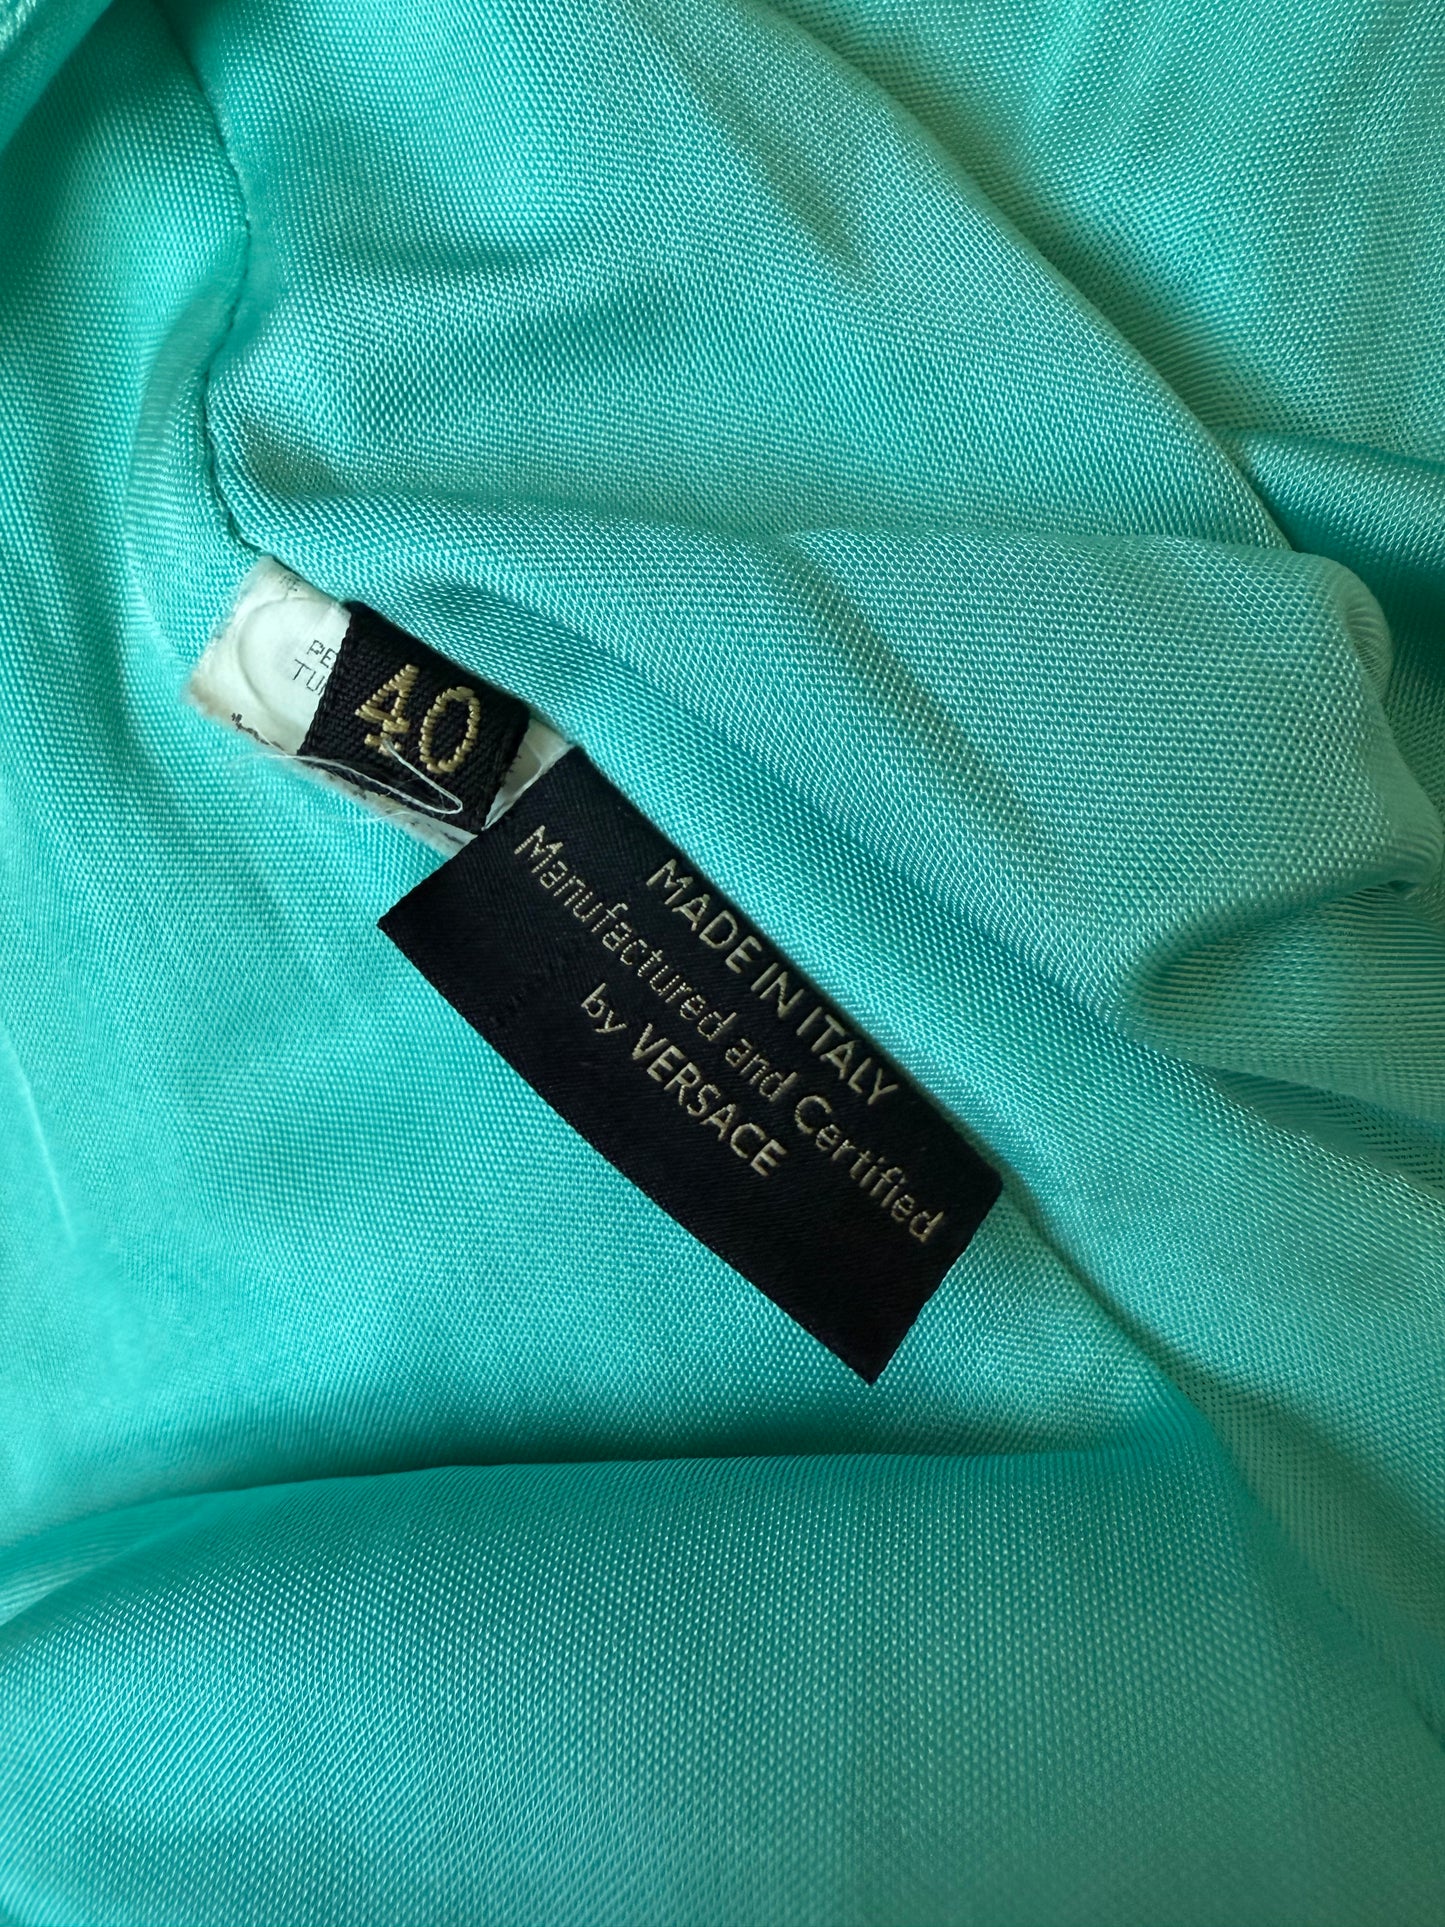 40
MADE IN ITALY
Manufactured and Certified
by VERSACE